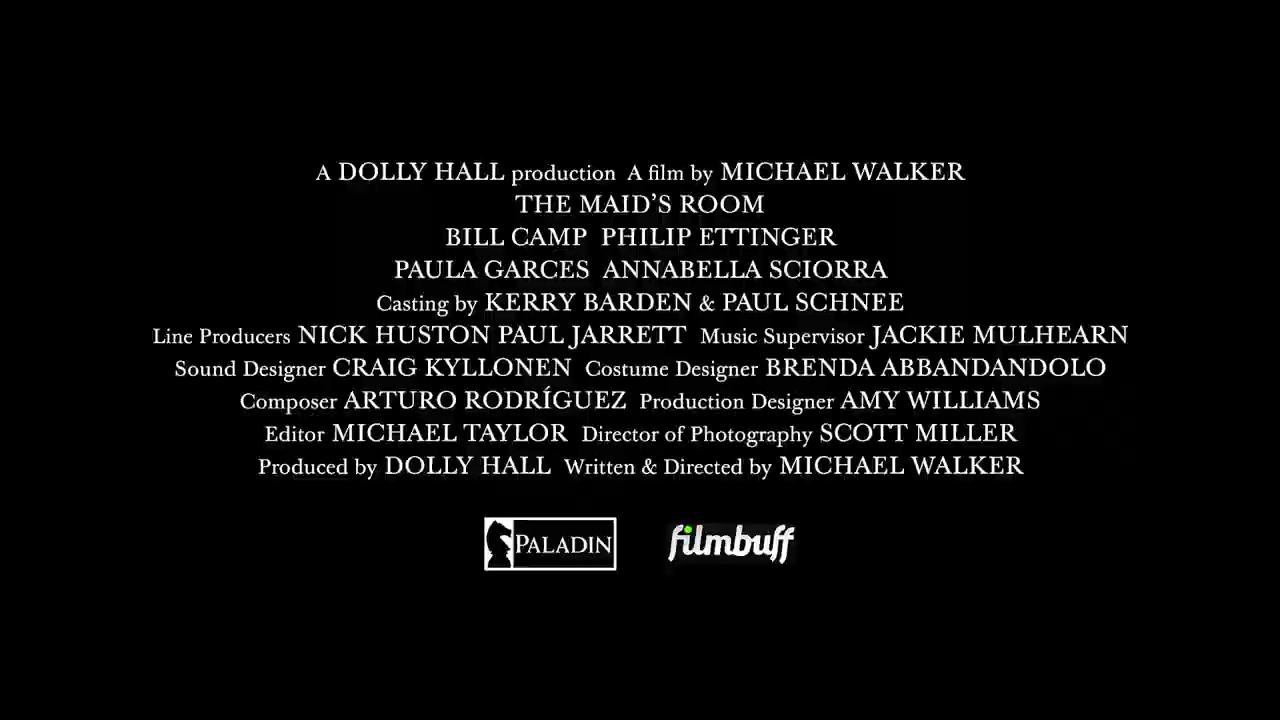 A DOLLY HALL production A film by MICHAEL WALKER
THE MAID'S ROOM
BILL CAMP PHILIP ETTINGER
PAULA GARCES ANNABELLA SCIORRA
Casting by KERRY BARDEN & PAUL SCHNEE
Line Producers NICK HUSTON PAUL JARRETT Music Supervisor JACKIE MULHEARN
Sound Designer CRAIG KYLLONEN Costume Designer BRENDA ABBANDANDOLO
Composer ARTURO RODRÍGUEZ Production Designer AMY WILLIAMS
Editor MICHAEL TAYLOR Director of Photography SCOTT MILLER
Produced by DOLLY HALL Written & Directed by MICHAEL WALKER
PALADIN filmbuff